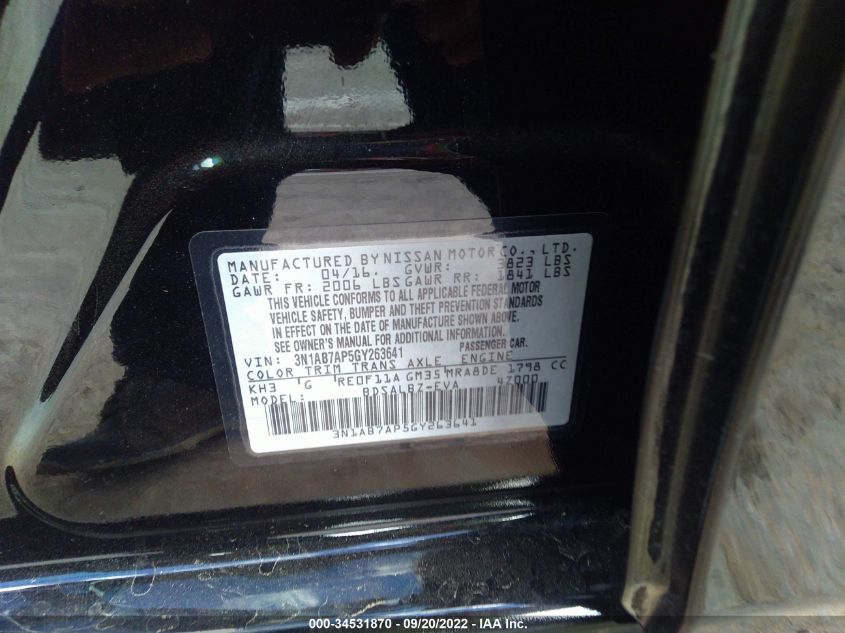 MANUFACTURED BY NISSAN MOTOR CO., LTD.
DATE: 04/16. GVWR: 3823 LBS
GAWR FR: 2006 LBS GAWR RR: 1841 LBS
THIS VEHICLE CONFORMS TO ALL APPLICABLE FEDERAL MOTOR
VEHICLE SAFETY, BUMPER AND THEFT PREVENTION STANDARDS
IN EFFECT ON THE DATE OF MANUFACTURE SHOWN ABOVE.
SEE OWNER'S MANUAL FOR ADDITIONAL INFORMATION.
VIN: 3N1AB7AP5GY263641 PASSENGER CAR.
COLOR TRIM TRANS AXLE ENGINE
KH3 'G 'RE0F11A GM35 'MRA8DE 1798 CC
MODEL: BDSALBZ-EVA 47000
3N1AB7AP5GY263641
000-34531870 - 09/20/2022 - IAA Inc.